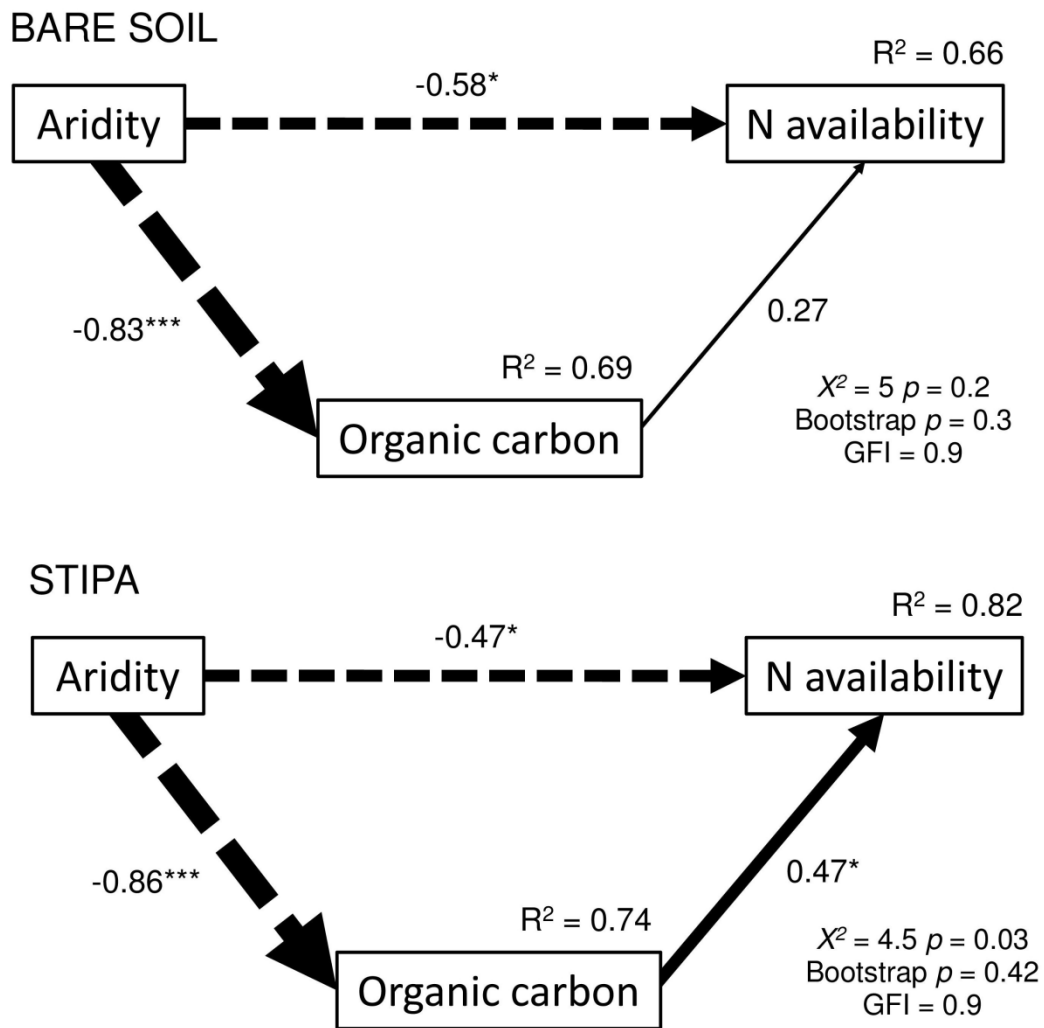 BARE SOIL
R² = 0.66
-0.58*
Aridity
N availability
-0.83***
0.27
R² = 0.69
Organic carbon
X² = 5 p = 0.2
Bootstrap p = 0.3
GFI = 0.9
STIPA
R² = 0.82
-0.47*
Aridity
N availability
-0.86***
0.47*
R² = 0.74
Organic carbon
X² = 4.5 p = 0.03
Bootstrap p = 0.42
GFI = 0.9